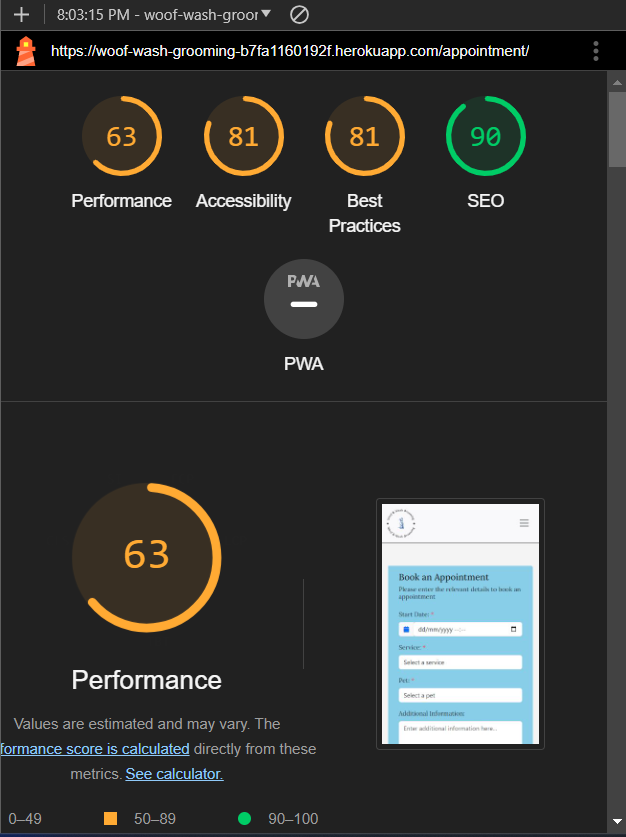 8:03:15 PM - woof-wash-groor
https://woof-wash-grooming-b7fa1160192f.herokuapp.com/appointment/
63 81 81 90
Performance Accessibility Best Practices SEO
PWA
PWA
63
Performance
Values are estimated and may vary. The
formance score is calculated directly from these
metrics. See calculator.
0–49 50–89 90–100
Book an Appointment
Please enter the relevant details to book an
appointment
Start Date: *
dd/mm/yyyy --:--
Service: *
Select a service
Pet: *
Select a pet
Additional Information:
Enter additional information here...